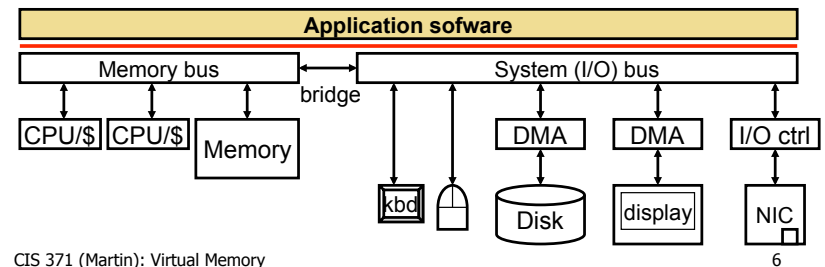 Application sofware
Memory bus
System (I/O) bus
bridge
CPU/$ CPU/$ Memory DMA DMA I/O ctrl
kbd Disk display NIC
CIS 371 (Martin): Virtual Memory 6